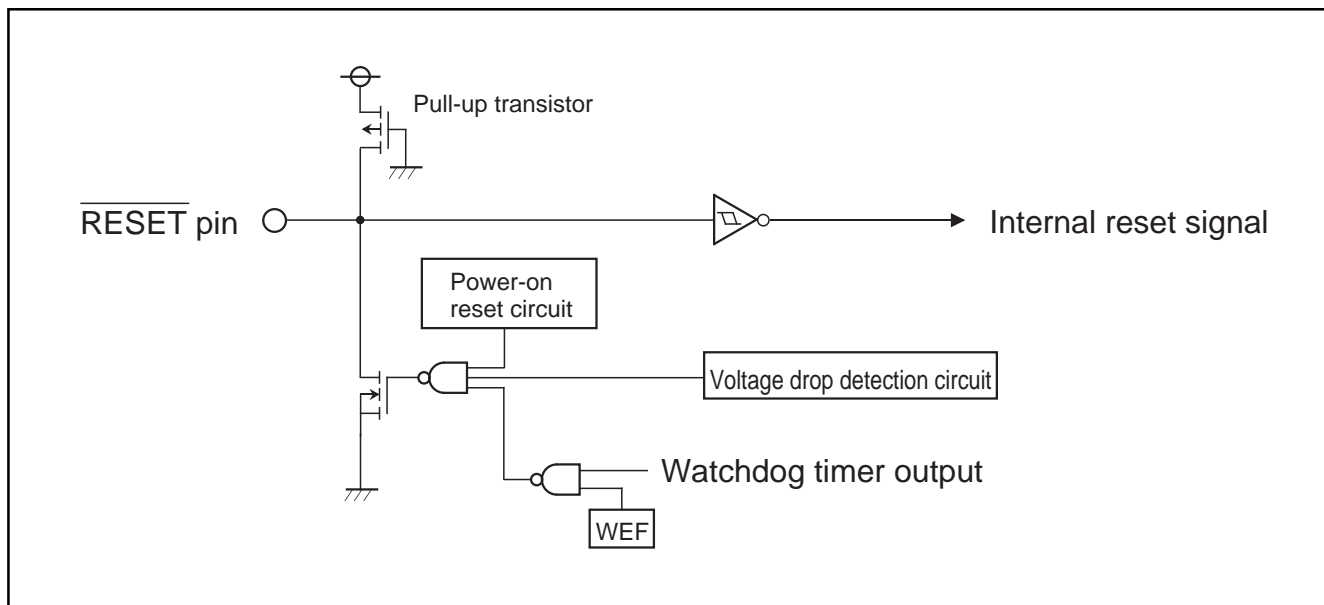 Pull-up transistor
RESET pin
Internal reset signal
Power-on
reset circuit
Voltage drop detection circuit
Watchdog timer output
WEF